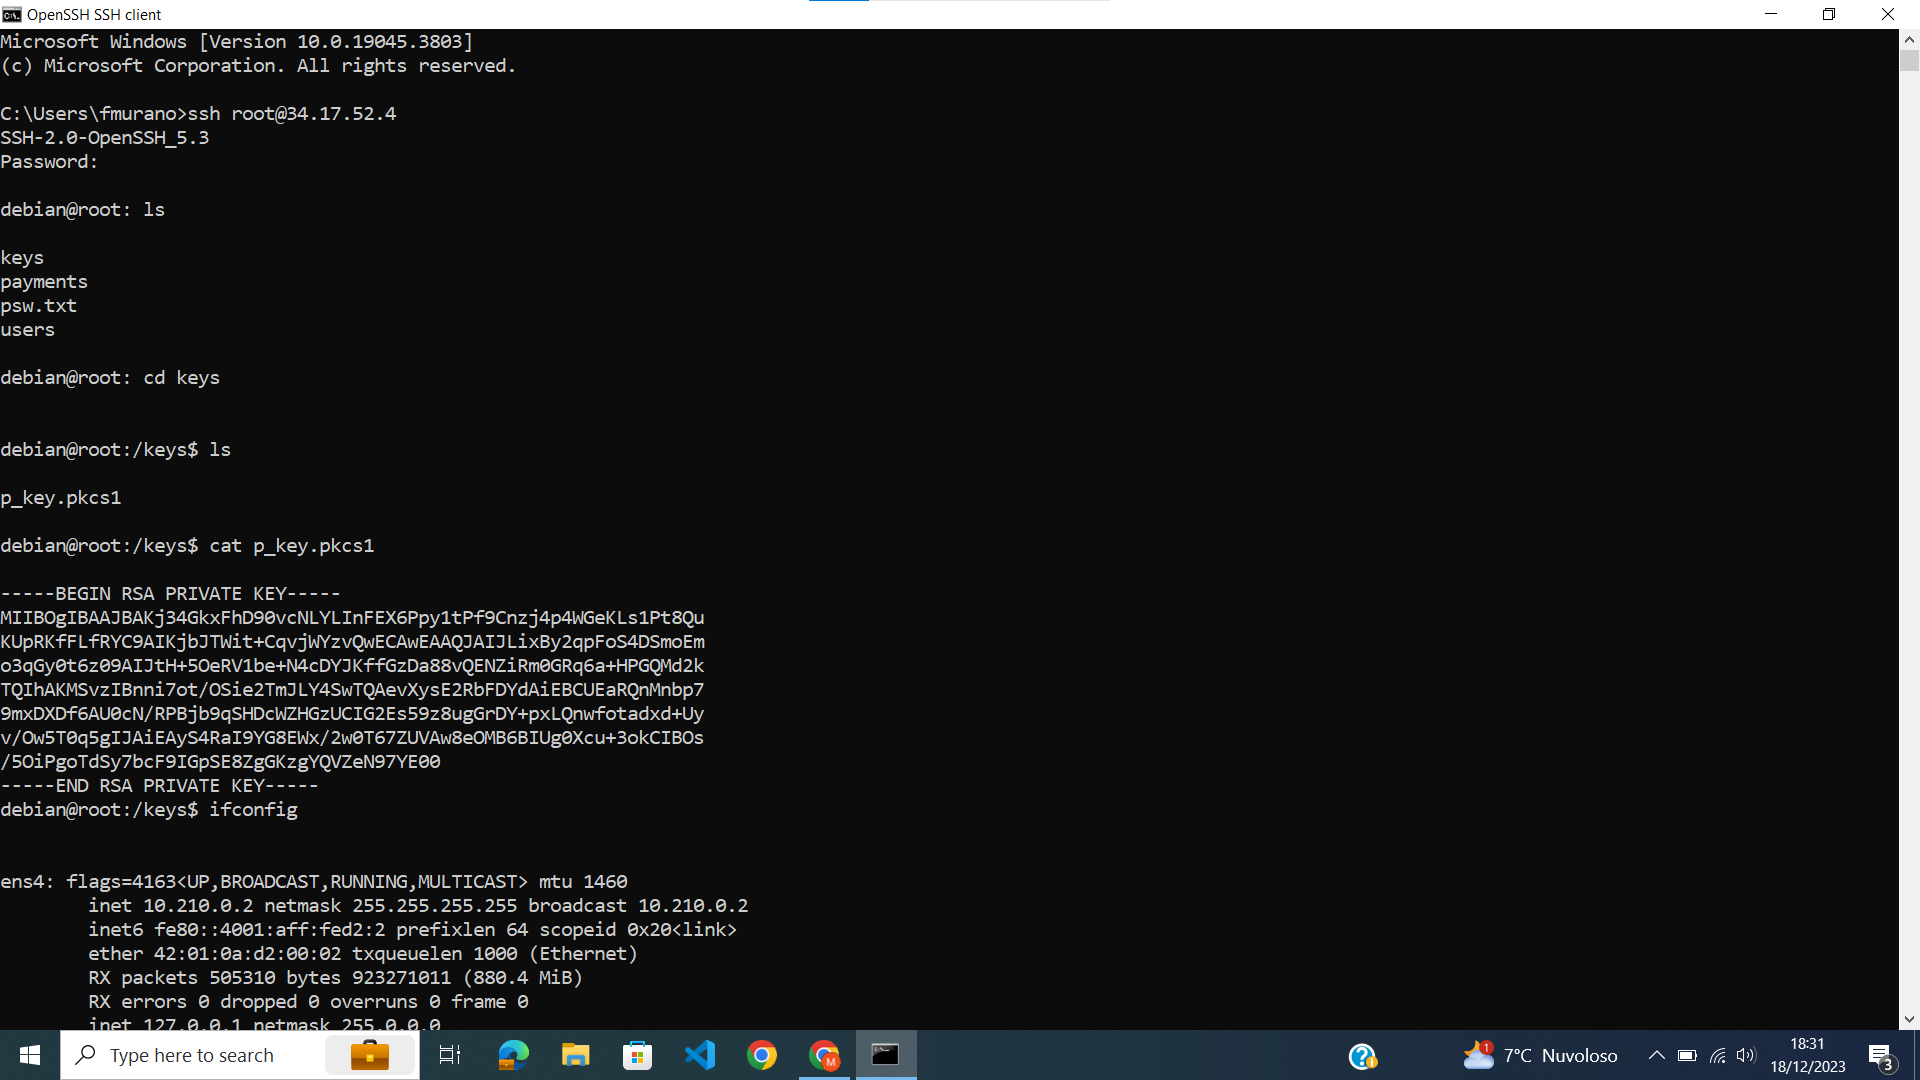 OpenSSH SSH client
Microsoft Windows [Version 10.0.19045.3803]
(c) Microsoft Corporation. All rights reserved.
C:\Users\fmurano>ssh root@34.17.52.4
SSH-2.0-OpenSSH_5.3
Password:
debian@root: ls
keys
payments
psw.txt
users
debian@root: cd keys
debian@root:/keys$ ls
p_key.pkcs1
debian@root:/keys$ cat p_key.pkcs1
-----BEGIN RSA PRIVATE KEY-----
MIIBOgIBAAJBAKj34GkxFhD90vcNLYLInFEX6Ppy1tPf9Cnzj4p4WGeKLs1Pt8Qu
KUpRKfFLfRYC9AIKjbJTWit+CqvjWYzvQwECAwEAAQJAIJLixBy2qpFoS4DSmoEm
o3qGy0t6z09AIJtH+5OeRV1be+N4cDYJKffGzDa88vQENZiRm0GRq6a+HPGQMd2k
TQIhAKMSvzIBnni7ot/OSie2TmJLY4SwTQAevXysE2RbFDYdAiEBCUEaRQnMnbp7
9mxDXDf6AU0cN/RPBjb9qSHDcWZHGzUCIG2Es59z8ugGrDY+pxLQnwfotadxd+Uy
v/Ow5T0q5gIJAiEAyS4RaI9YG8EWx/2w0T67ZUVAw8eOMB6BIUg0Xcu+3okCIBOs
/5OiPgoTdSy7bcF9IGpSE8ZgGKzgYQVZeN97YE00
-----END RSA PRIVATE KEY-----
debian@root:/keys$ ifconfig
ens4: flags=4163<UP,BROADCAST,RUNNING,MULTICAST> mtu 1460
inet 10.210.0.2 netmask 255.255.255.255 broadcast 10.210.0.2
inet6 fe80::4001:aff:fed2:2 prefixlen 64 scopeid 0x20<link>
ether 42:01:0a:d2:00:02 txqueuelen 1000 (Ethernet)
RX packets 505310 bytes 923271011 (880.4 MiB)
RX errors 0 dropped 0 overruns 0 frame 0
inet 127.0.0.1 netmask 255.0.0.0
Type here to search
M
1
7°C Nuvoloso
18:31
18/12/2023
3